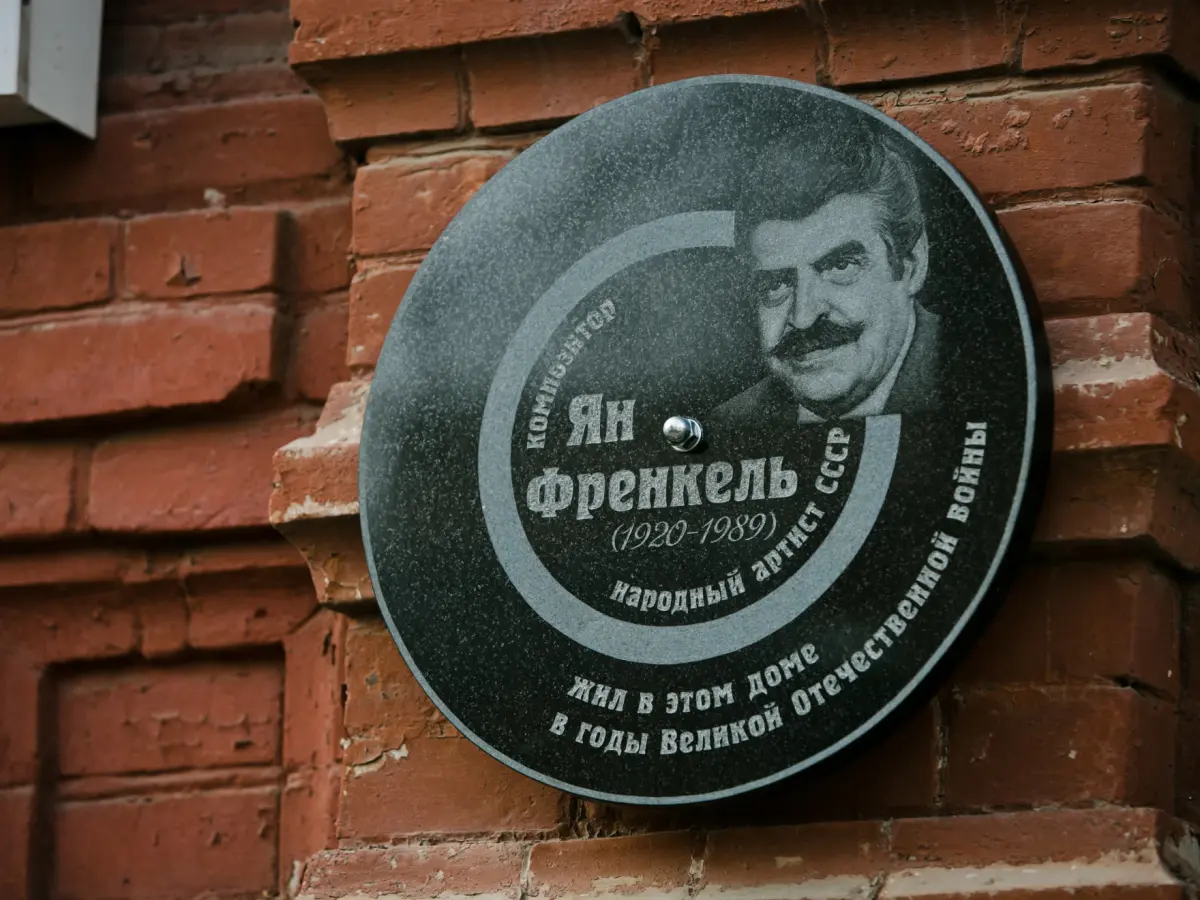 композитор
Ян
Френкель
(1920-1989)
народный артист СССР
жил в этом доме
в годы Великой Отечественной войны